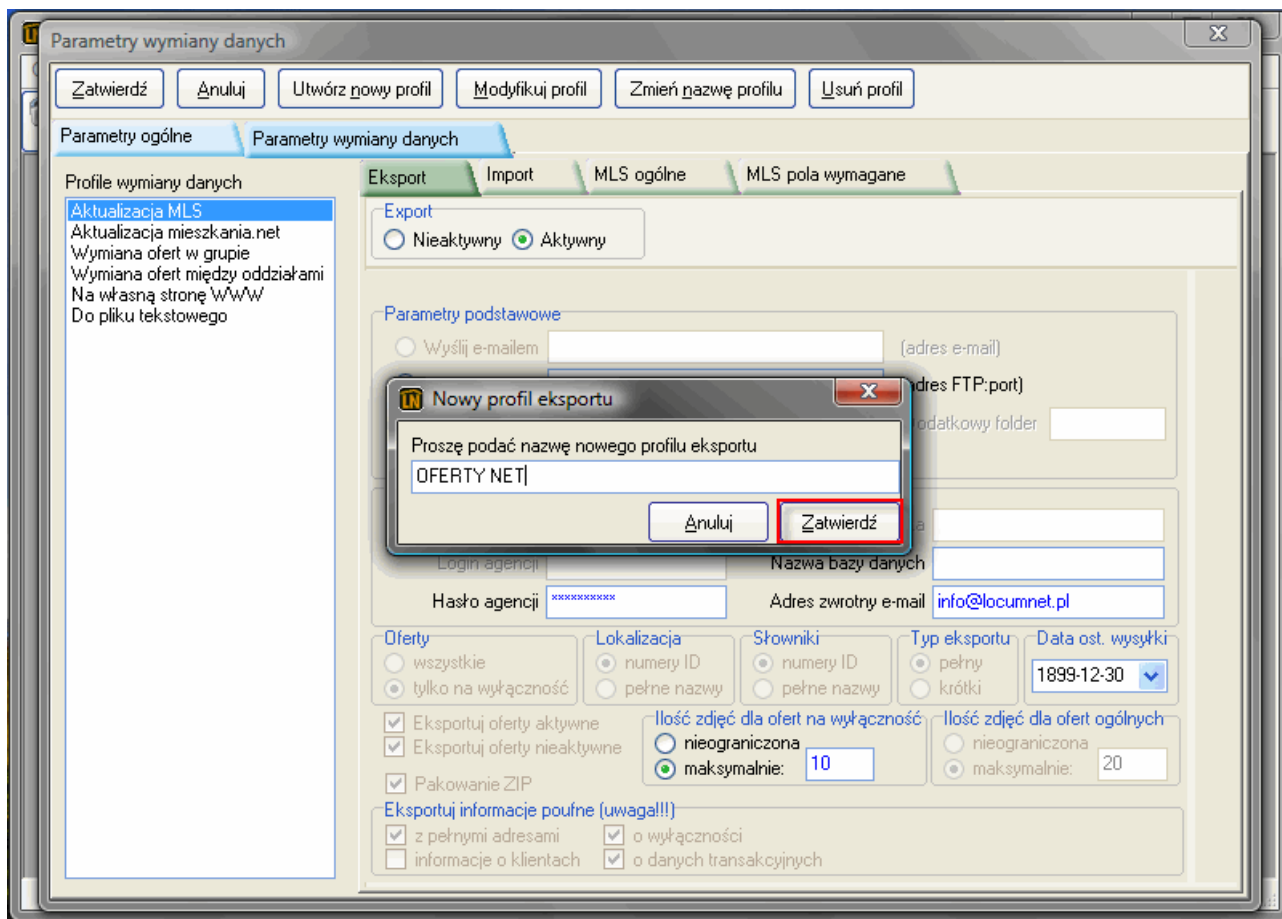 Parametry wymiany danych
Zatwierdź Anuluj Utwórz nowy profil Modyfikuj profil Zmień nazwę profilu Usuń profil
Parametry ogólne Parametry wymiany danych
Profile wymiany danych
Aktualizacja MLS
Aktualizacja mieszkania.net
Wymiana ofert w grupie
Wymiana ofert między oddziałami
Na własną stronę WWW
Do pliku tekstowego
Eksport Import MLS ogólne MLS pola wymagane
Export
Nieaktywny Aktywny
Parametry podstawowe
Wyślij e-mailem (adres e-mail)
adres FTP:port)
odatkowy folder
Nowy profil eksportu
Proszę podać nazwę nowego profilu eksportu
OFERTY NET
Anuluj Zatwierdź
Login agencji Nazwa bazy danych
Hasło agencji ********** Adres zwrotny e-mail info@locumnet.pl
Oferty Lokalizacja Słowniki Typ eksportu Data ost. wysyłki
wszystkie numery ID numery ID pełny 1899-12-30
tylko na wyłączność pełne nazwy pełne nazwy krótki
Eksportuj oferty aktywne Ilość zdjęć dla ofert na wyłączność Ilość zdjęć dla ofert ogólnych
Eksportuj oferty nieaktywne nieograniczona nieograniczona
maksymalnie: 10 maksymalnie: 20
Pakowanie ZIP
Eksportuj informacje poufne (uwaga!!!)
z pełnymi adresami o wyłączności
informacje o klientach o danych transakcyjnych